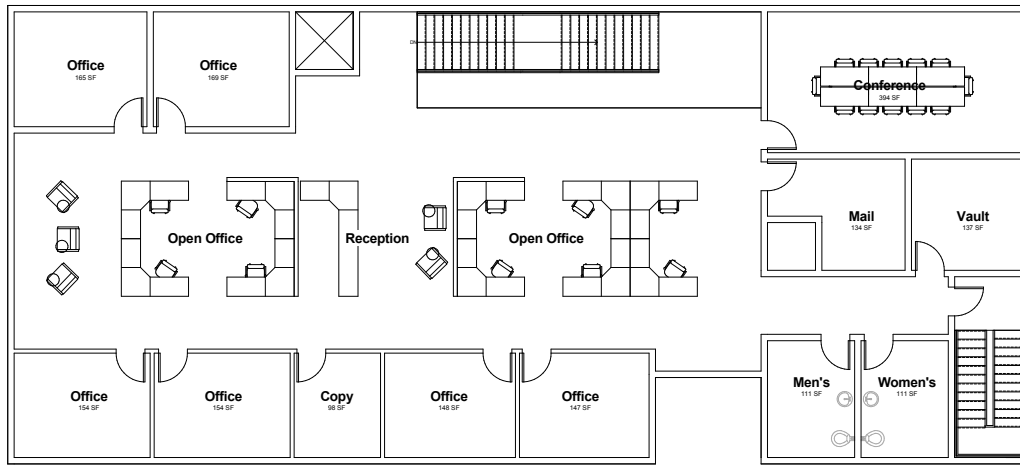 Office
165 SF
Office
169 SF
DN
Conference
394 SF
Open Office
Reception
Open Office
Mail
134 SF
Vault
137 SF
Office
154 SF
Office
154 SF
Copy
98 SF
Office
148 SF
Office
147 SF
Men's
111 SF
Women's
111 SF